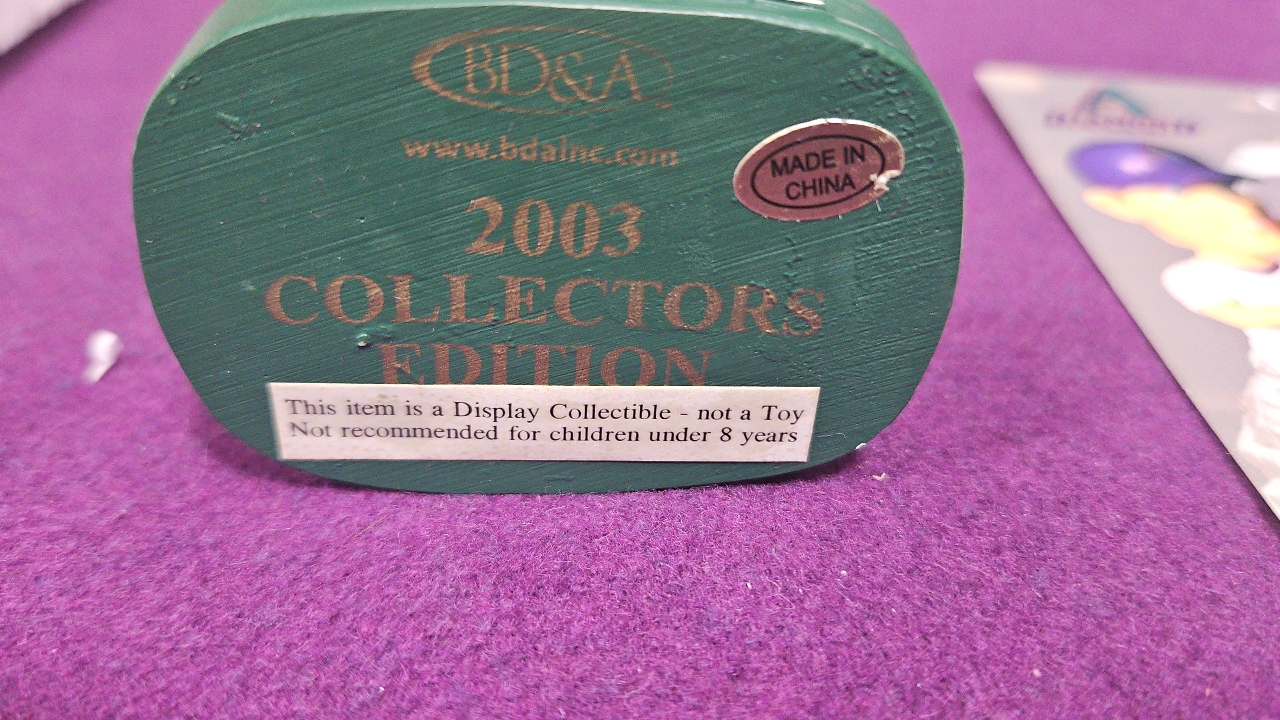 BD&A
www.bdainc.com
MADE IN
CHINA
2003
COLLECTORS
EDITION
This item is a Display Collectible - not a Toy
Not recommended for children under 8 years